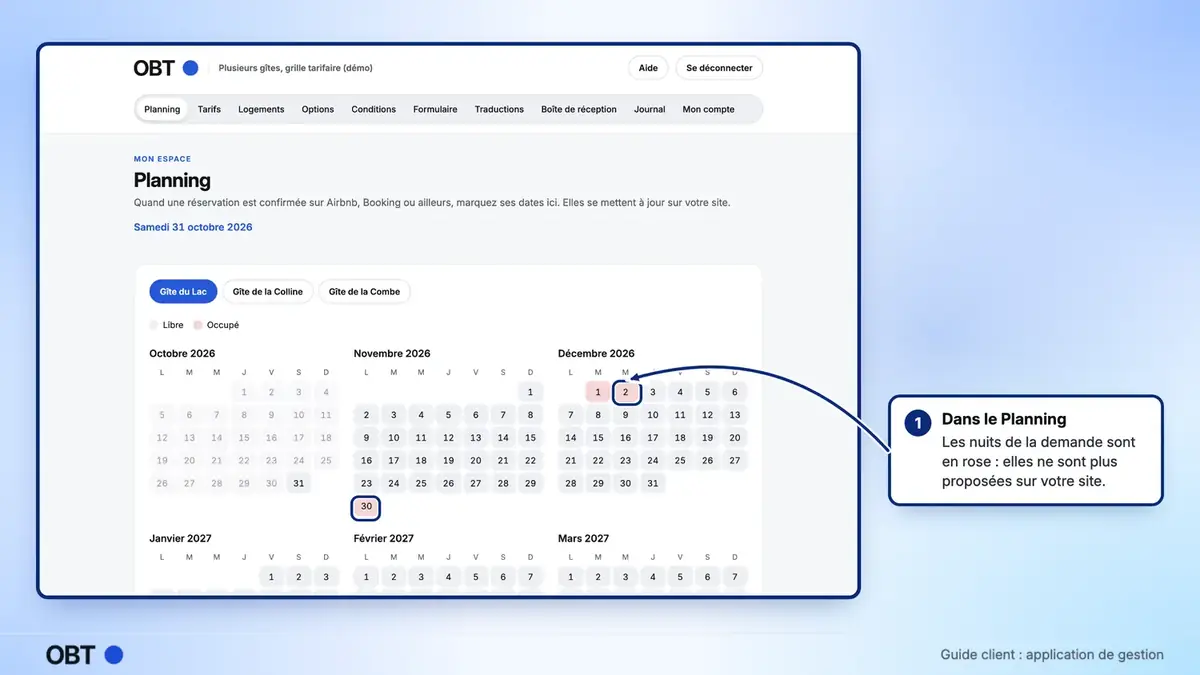 OBT
Plusieurs gîtes, grille tarifaire (démo)
Aide
Se déconnecter
Planning
Tarifs
Logements
Options
Conditions
Formulaire
Traductions
Boîte de réception
Journal
Mon compte
MON ESPACE
Planning
Quand une réservation est confirmée sur Airbnb, Booking ou ailleurs, marquez ses dates ici. Elles se mettent à jour sur votre site.
Samedi 31 octobre 2026
Gîte du Lac
Gîte de la Colline
Gîte de la Combe
Libre
Occupé
Octobre 2026
L M M J V S D
1 2 3 4
5 6 7 8 9 10 11
12 13 14 15 16 17 18
19 20 21 22 23 24 25
26 27 28 29 30 31
Novembre 2026
L M M J V S D
1
2 3 4 5 6 7 8
9 10 11 12 13 14 15
16 17 18 19 20 21 22
23 24 25 26 27 28 29
30
Décembre 2026
L M M J V S D
1 2 3 4 5 6
7 8 9 10 11 12 13
14 15 16 17 18 19 20
21 22 23 24 25 26 27
28 29 30 31
Janvier 2027
L M M J V S D
1 2 3
Février 2027
L M M J V S D
1 2 3 4 5 6 7
Mars 2027
L M M J V S D
1 2 3 4 5 6 7
1
Dans le Planning
Les nuits de la demande sont
en rose : elles ne sont plus
proposées sur votre site.
OBT
Guide client : application de gestion